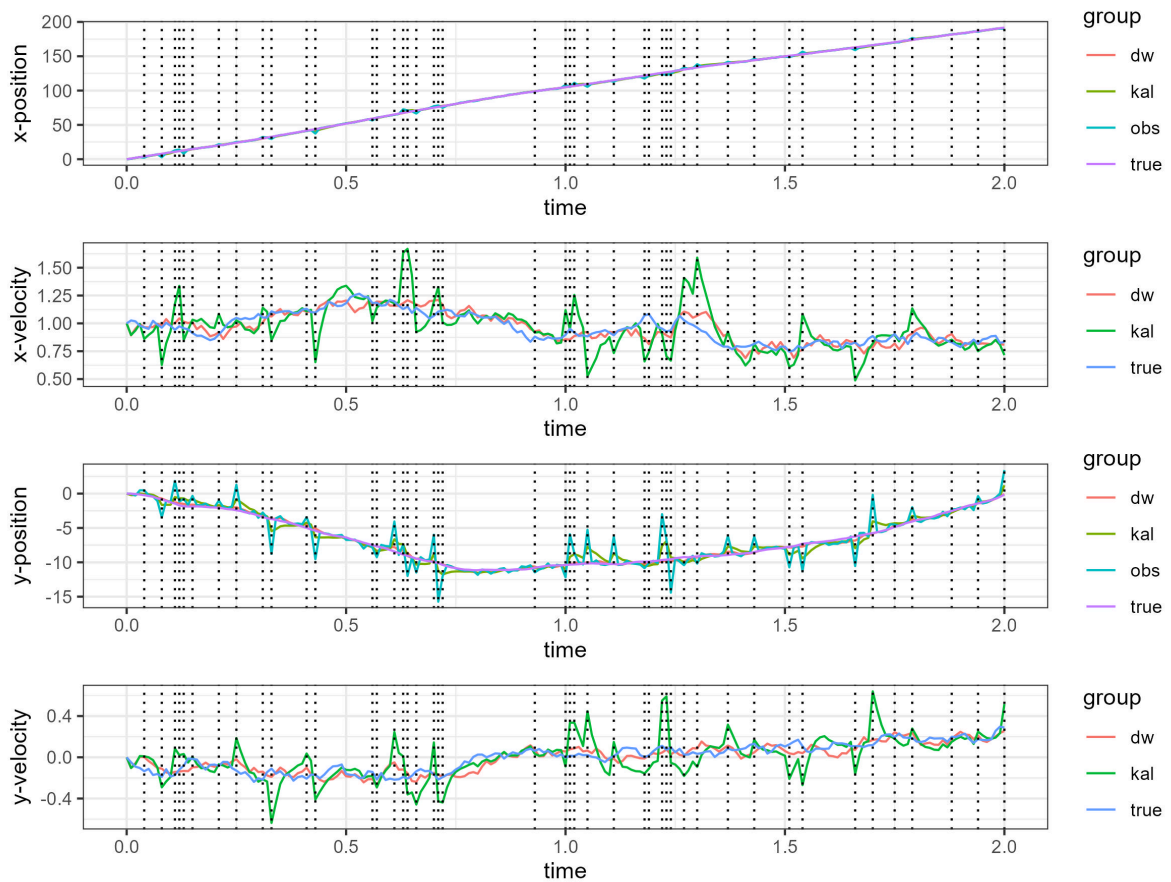 x-position
200
150
100
50
0
0.0 0.5 1.0 1.5 2.0
time
group
dw
kal
obs
true
x-velocity
1.50
1.25
1.00
0.75
0.50
0.0 0.5 1.0 1.5 2.0
time
group
dw
kal
true
y-position
0
-5
-10
-15
0.0 0.5 1.0 1.5 2.0
time
group
dw
kal
obs
true
y-velocity
0.4
0.0
-0.4
0.0 0.5 1.0 1.5 2.0
time
group
dw
kal
true